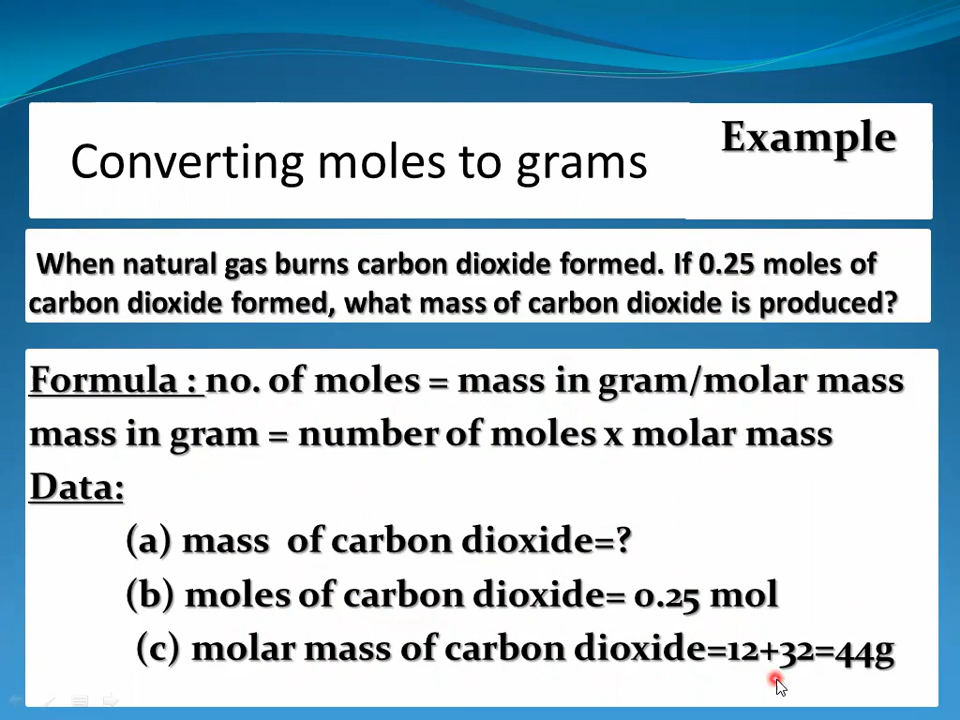 Converting moles to grams
Example
When natural gas burns carbon dioxide formed. If 0.25 moles of
carbon dioxide formed, what mass of carbon dioxide is produced?
Formula : no. of moles = mass in gram/molar mass
mass in gram = number of moles x molar mass
Data:
(a) mass of carbon dioxide=?
(b) moles of carbon dioxide= 0.25 mol
(c) molar mass of carbon dioxide=12+32=44g